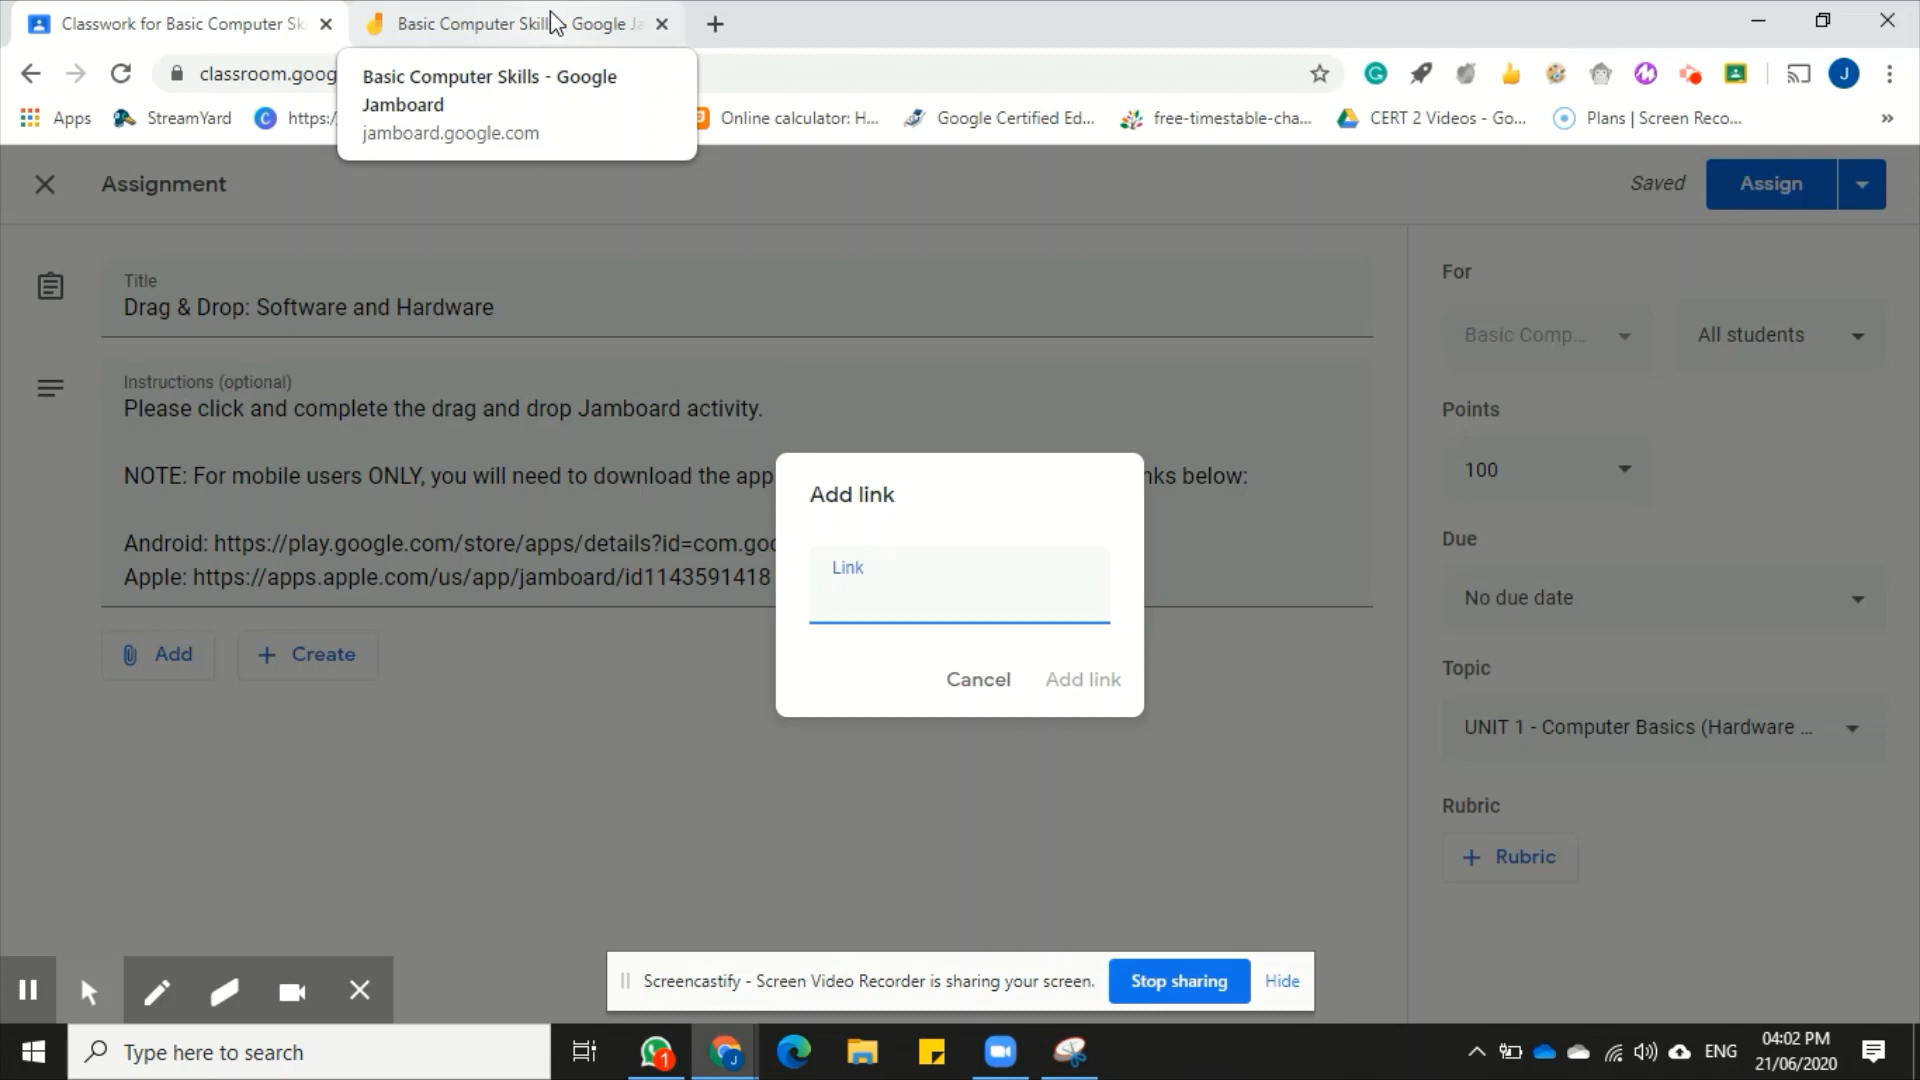 Classwork for Basic Computer Sk
Basic Computer Skill
Google Ja
classroom.goog
Basic Computer Skills - Google
Jamboard
jamboard.google.com
Apps
StreamYard
https:/
Online calculator: H...
Google Certified Ed...
free-timestable-cha...
CERT 2 Videos - Go...
Plans | Screen Reco...
»
Assignment
Saved
Assign
Title
Drag & Drop: Software and Hardware
Instructions (optional)
Please click and complete the drag and drop Jamboard activity.
NOTE: For mobile users ONLY, you will need to download the app
nks below:
Android: https://play.google.com/store/apps/details?id=com.goo
Apple: https://apps.apple.com/us/app/jamboard/id1143591418
Add
Create
Add link
Link
Cancel
Add link
For
Basic Comp...
All students
Points
100
Due
No due date
Topic
UNIT 1 - Computer Basics (Hardware ...
Rubric
Rubric
Screencastify - Screen Video Recorder is sharing your screen.
Stop sharing
Hide
Type here to search
1
J
J
ENG
04:02 PM
21/06/2020